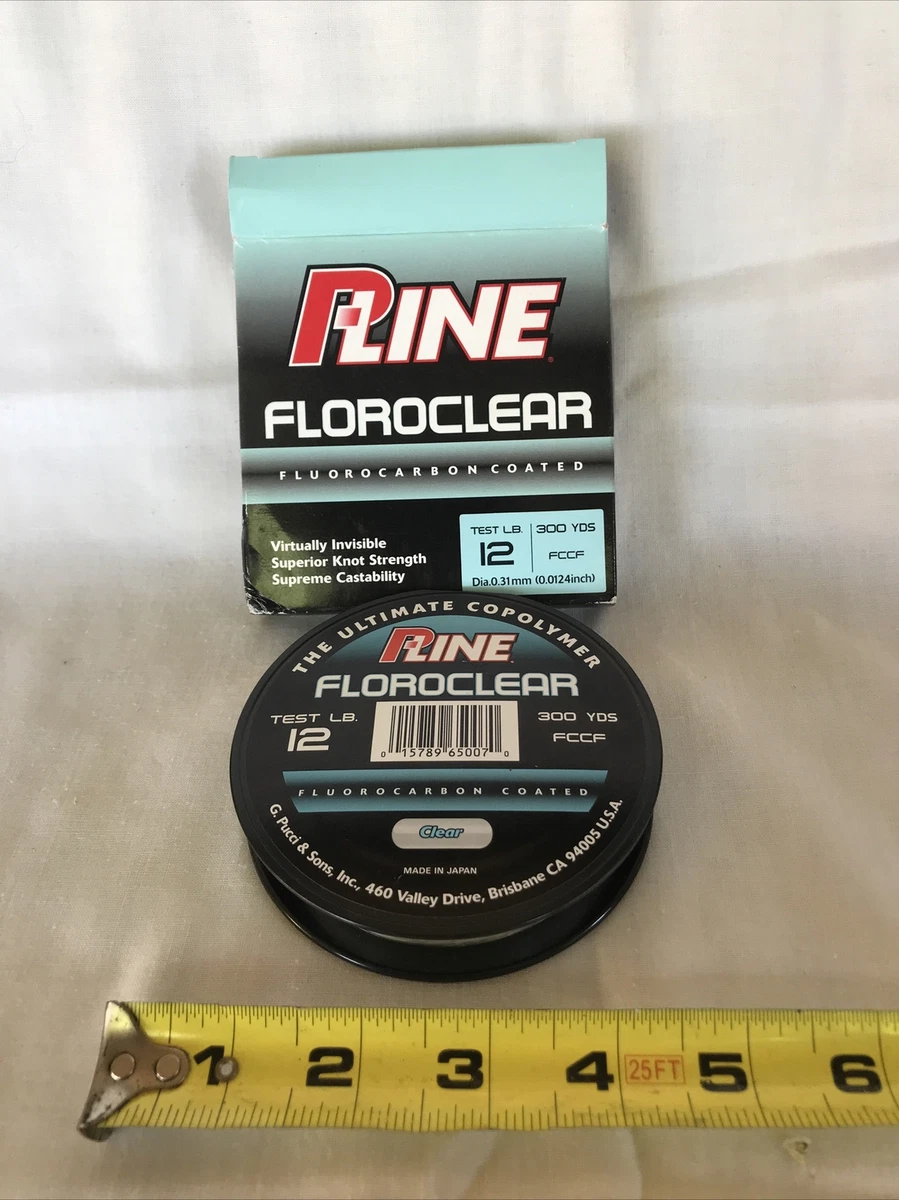 P-LINE
FLOROCLEAR
FLUOROCARBON COATED
Virtually Invisible
Superior Knot Strength
Supreme Castability
TEST LB. 300 YDS
12 FCCF
Dia.0.31mm (0.0124inch)
THE ULTIMATE COPOLYMER
P-LINE
FLOROCLEAR
TEST LB. 300 YDS
12 FCCF
0 15789 65007 0
FLUOROCARBON COATED
Clear
MADE IN JAPAN
G. Pucci & Sons, Inc., 460 Valley Drive, Brisbane CA 94005 U.S.A.
1 2 3 4 25FT 5 6